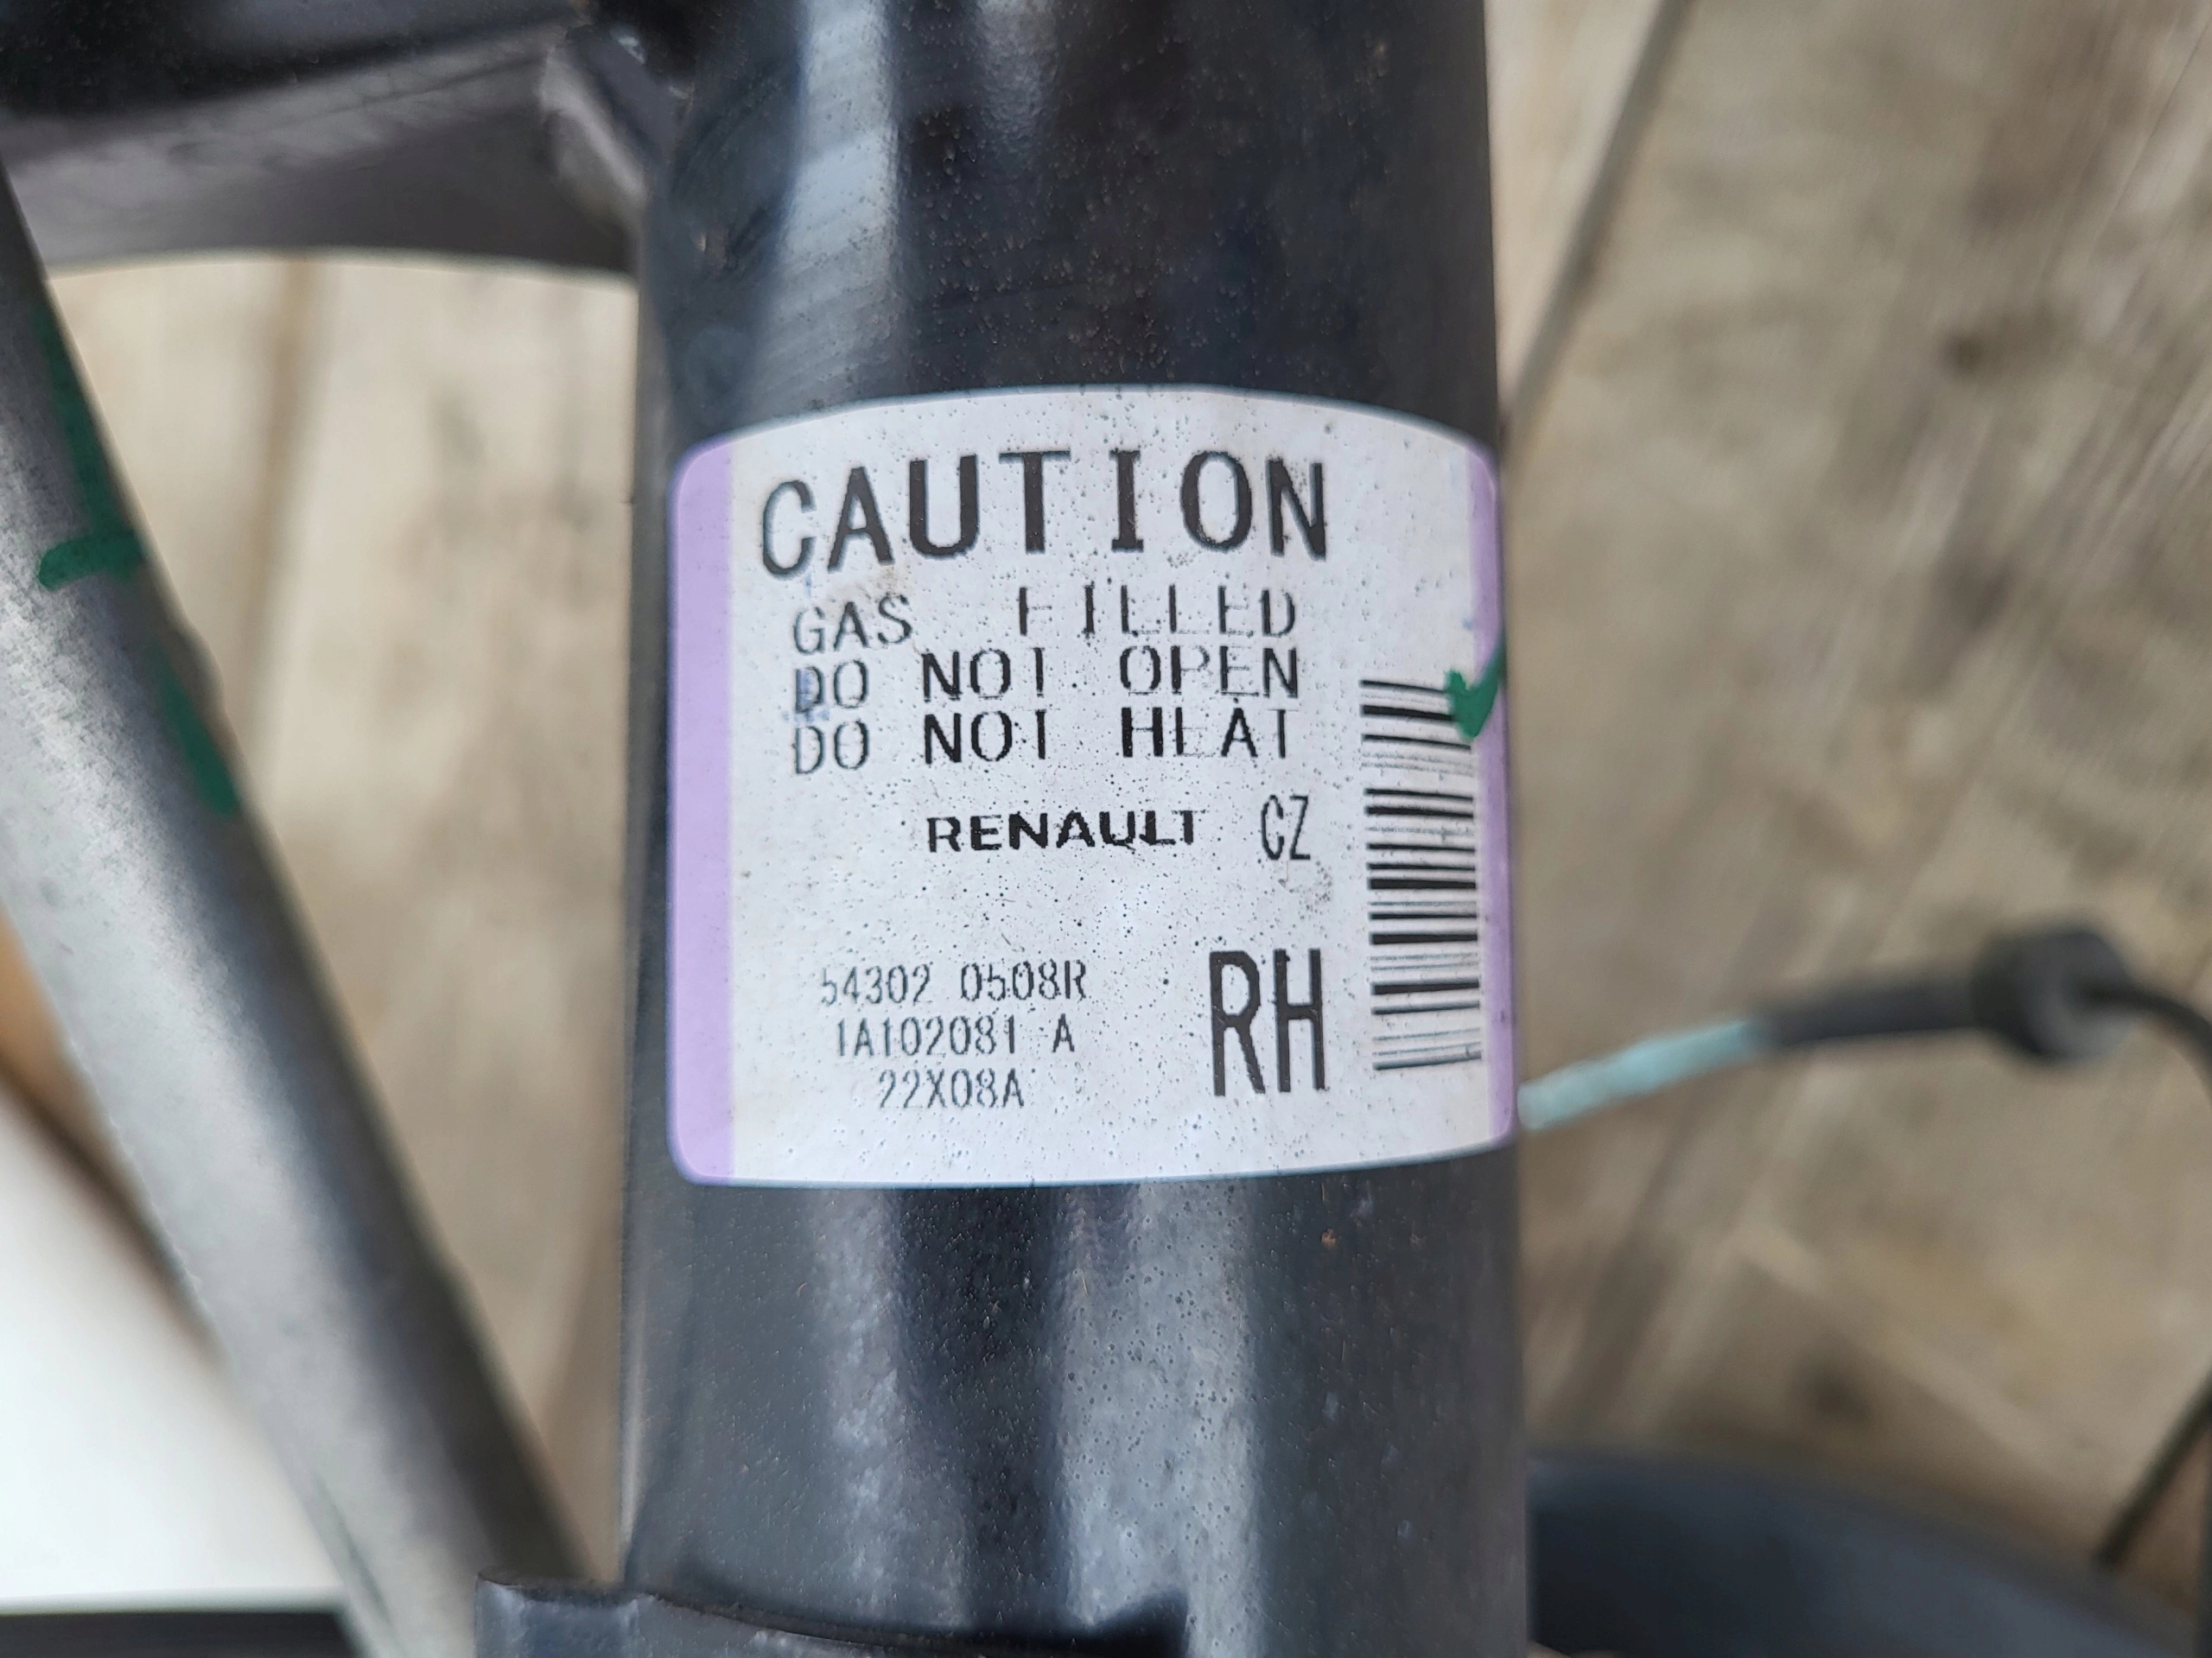 CAUTION
GAS FILLED
DO NOT OPEN
DO NOT HEAT
RENAULT CZ
54302 0508R
1A102081 A
22X08A
RH